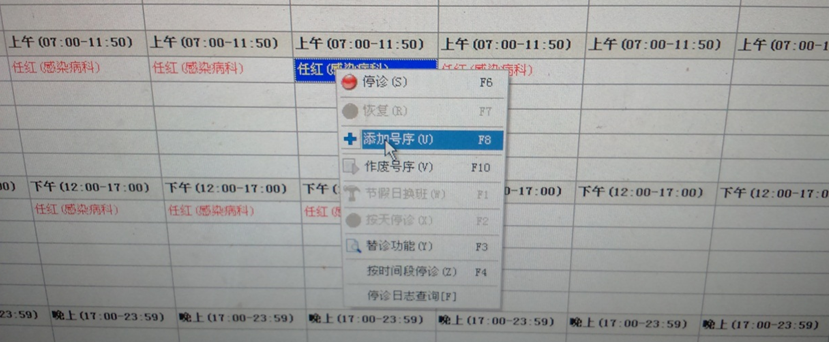 上午(07:00-11:50) 上午(07:00-11:50) 上午(07:00-11:50) 上午(07:00-11:50) 上午(07:00-11:50) 上午(07:00-1
任红(感染病科) 任红(感染病科) 任红(感染病科) 感染病科)
停诊(S) F6
恢复(R) F7
添加号序(U) F8
作废号序(V) F10
00) 下午(12:00-17:00) 下午(12:00-17:00) 下午( 0-17:00) 下午(12:00-17:00) 下午(12:00
节假日换班(W) F1
任红(感染病科) 任红(感染病科) 任红(感
按天停诊(X) F2
替诊功能(Y) F3
按时间段停诊(Z) F4
停诊日志查询[F]
23:59) 晚上(17:00-23:59) 晚上(17:00-23:59) 晚上(17:00-23:59) 晚上(17:00-23:59) 晚上(17:00-23:59) 晚上(17:00-23:59)